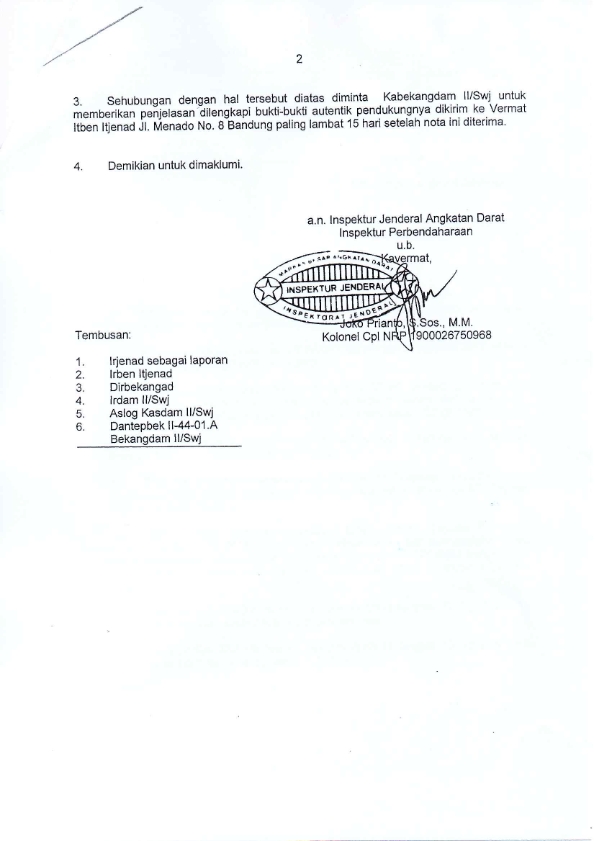 2
3. Sehubungan dengan hal tersebut diatas diminta Kabekangdam II/Swj untuk
memberikan penjelasan dilengkapi bukti-bukti autentik pendukungnya dikirim ke Vermat
Itben Itjenad Jl. Menado No. 8 Bandung paling lambat 15 hari setelah nota ini diterima.
4. Demikian untuk dimaklumi.
a.n. Inspektur Jenderal Angkatan Darat
Inspektur Perbendaharaan
u.b.
Kavermat,
MARKAS BESAR ANGKATAN DARAT
INSPEKTUR JENDERAL
INSPEKTORAT JENDERAL
Joko Prianto, S.Sos., M.M.
Kolonel Cpl NRP 1900026750968
Tembusan:
1. Irjenad sebagai laporan
2. Irben Itjenad
3. Dirbekangad
4. Irdam II/Swj
5. Aslog Kasdam II/Swj
6. Dantepbek II-44-01.A
Bekangdam II/Swj